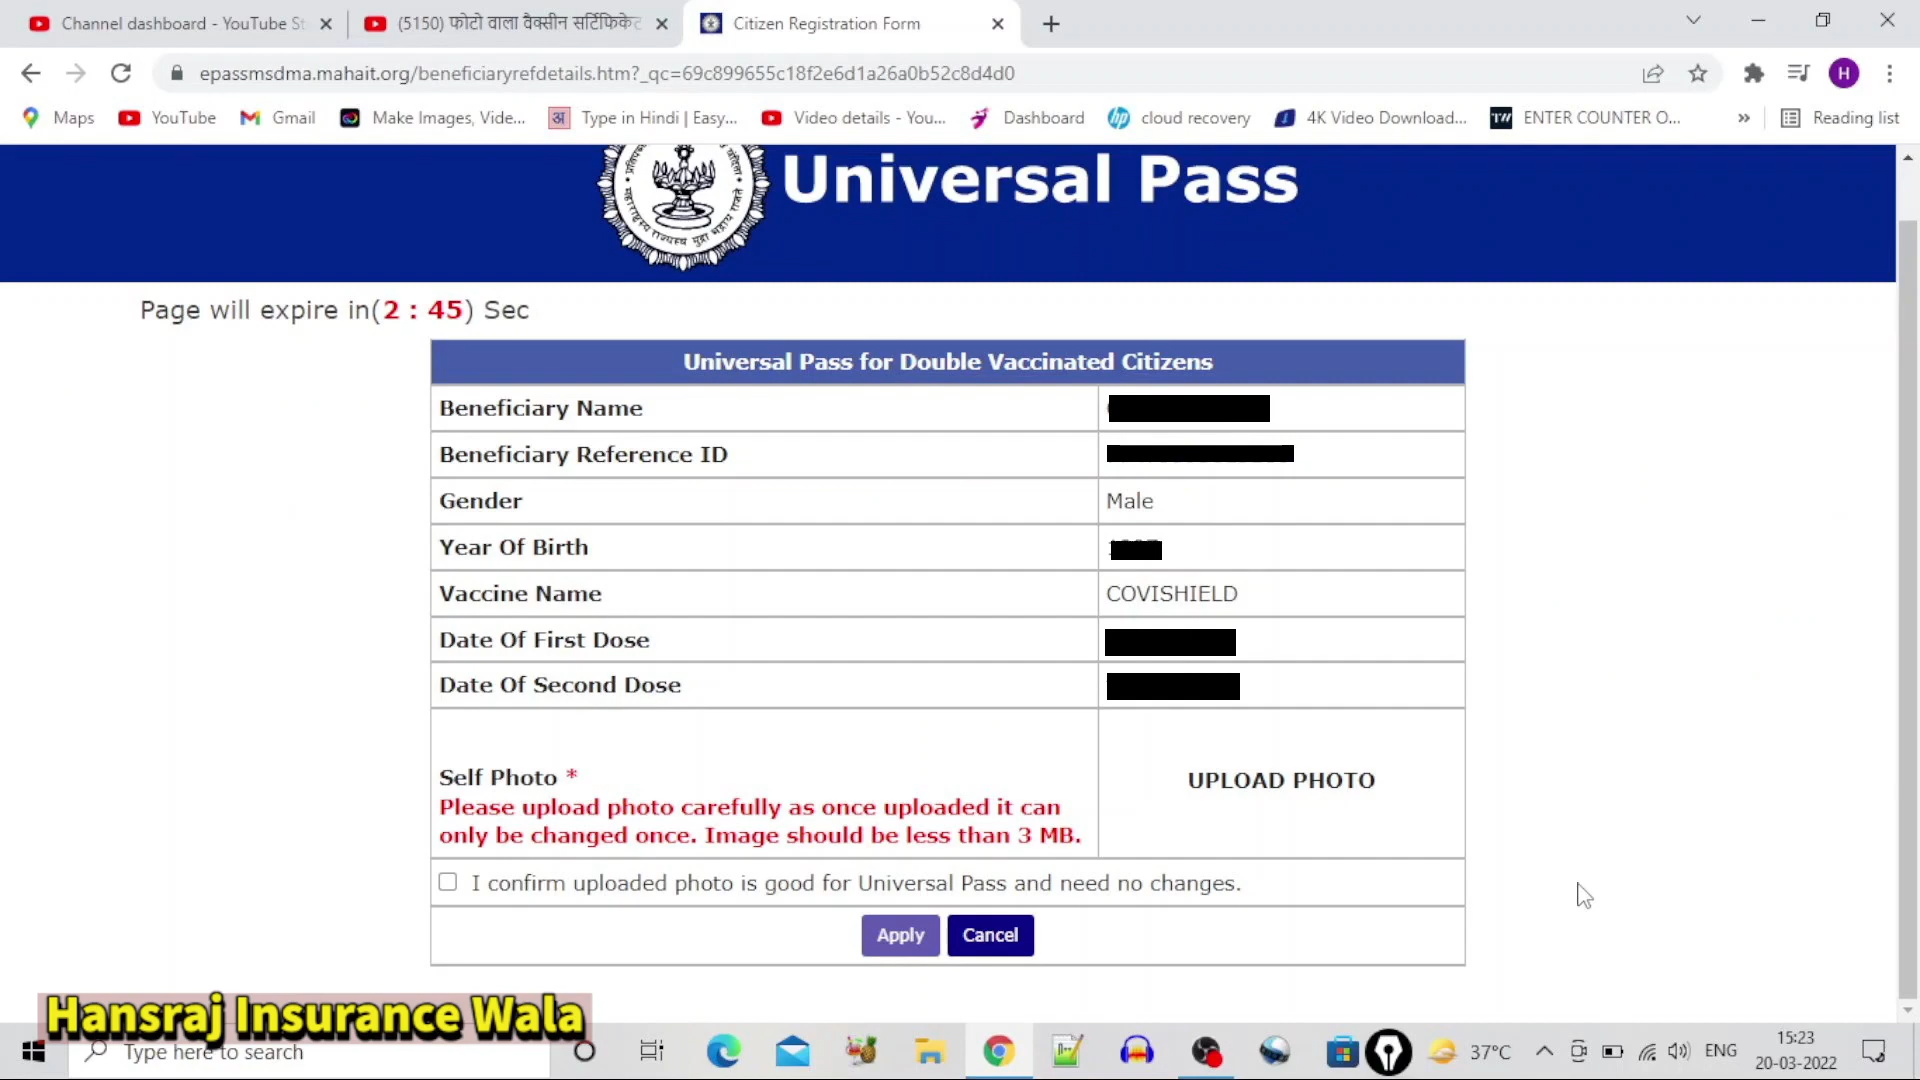 Channel dashboard - YouTube St
(5150) फोटो वाला वैक्सीन सर्टिफिकेट
Citizen Registration Form
epassmsdma.mahait.org/beneficiaryrefdetails.htm?_qc=69c899655c18f2e6d1a26a0b52c8d4d0
H
Maps
YouTube
Gmail
Make Images, Vide...
अ
Type in Hindi | Easy...
Video details - You...
Dashboard
hp
cloud recovery
4K Video Download...
TW
ENTER COUNTER O...
»
Reading list
Universal Pass
Page will expire in(2 : 45) Sec
Universal Pass for Double Vaccinated Citizens
Beneficiary Name
Beneficiary Reference ID
Gender
Male
Year Of Birth
Vaccine Name
COVISHIELD
Date Of First Dose
Date Of Second Dose
Self Photo *
UPLOAD PHOTO
Please upload photo carefully as once uploaded it can
only be changed once. Image should be less than 3 MB.
I confirm uploaded photo is good for Universal Pass and need no changes.
Apply
Cancel
Hansraj Insurance Wala
Type here to search
37°C
ENG
15:23
20-03-2022